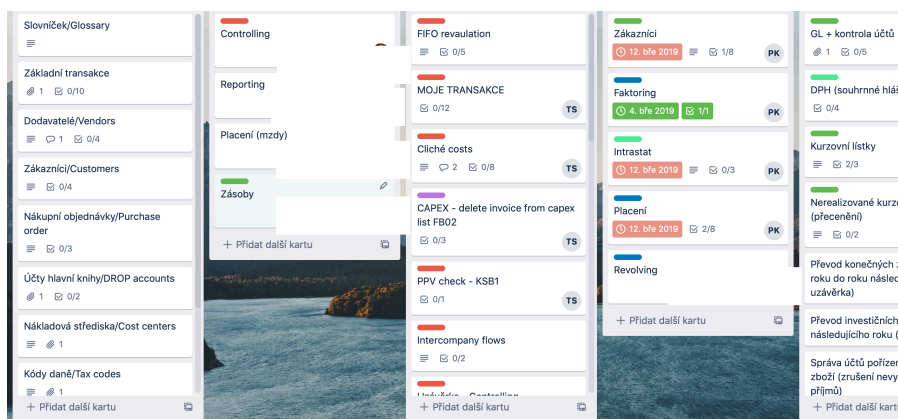 Slovníček/Glossary
Základní transakce
1 0/10
Dodavatelé/Vendors
1 0/4
Zákazníci/Customers
0/4
Nákupní objednávky/Purchase
order
0/3
Účty hlavní knihy/DROP accounts
1 0/2
Nákladová střediska/Cost centers
1
Kódy daně/Tax codes
1
+ Přidat další kartu
Controlling
Reporting
Placení (mzdy)
Zásoby
+ Přidat další kartu
FIFO revaulation
0/5
MOJE TRANSAKCE
0/12
TS
Cliché costs
2 0/8
TS
CAPEX - delete invoice from capex
list FB02
0/3
TS
PPV check - KSB1
0/1
TS
Intercompany flows
0/2
Uzávěrka - Controlling
+ Přidat další kartu
Zákazníci
12. bře 2019 1/8
PK
Faktoring
4. bře 2019 1/1
PK
Intrastat
12. bře 2019 0/3
PK
Placení
12. bře 2019 2/8
PK
Revolving
+ Přidat další kartu
GL + kontrola účtů
1 0/5
DPH (souhrnné
0/4
Kurzovní lístky
2/3
Nerealizované
(přecenění)
0/2
Převod konečných
roku do roku
uzávěrka)
Převod investičních
následujícího roku
Správa účtů
zboží (zrušení
příjmů)
+ Přidat další kartu